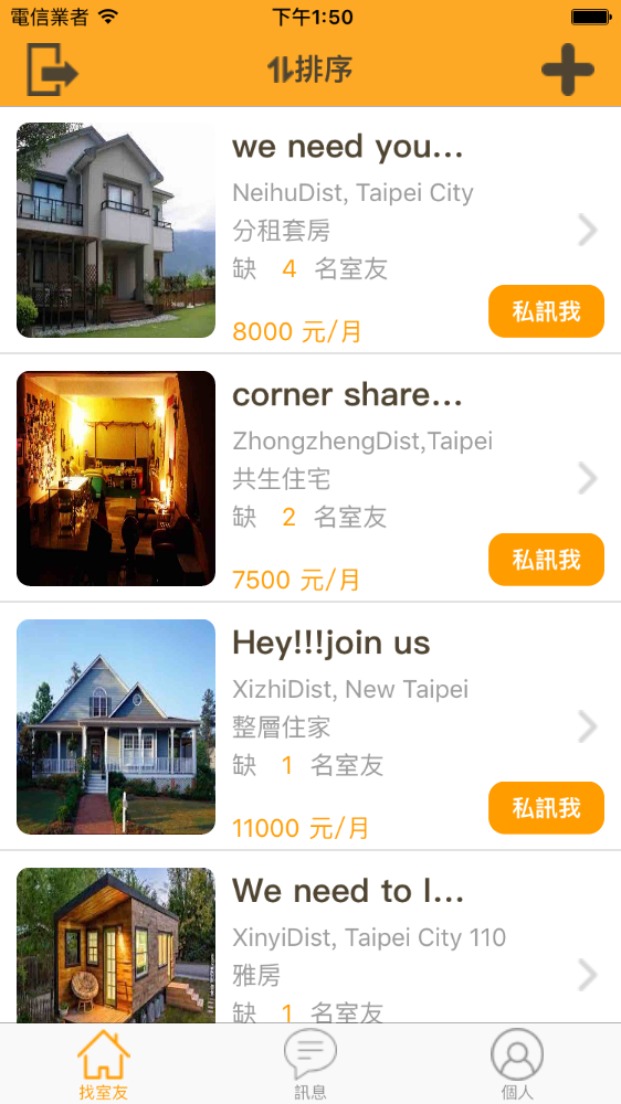 電信業者 下午1:50
排序
we need you...
NeihuDist, Taipei City
分租套房
缺 4 名室友
8000 元/月
私訊我
corner share...
ZhongzhengDist,Taipei
共生住宅
缺 2 名室友
7500 元/月
私訊我
Hey!!!join us
XizhiDist, New Taipei
整層住家
缺 1 名室友
11000 元/月
私訊我
We need to l...
XinyiDist, Taipei City 110
雅房
缺 1 名室友
找室友 訊息 個人